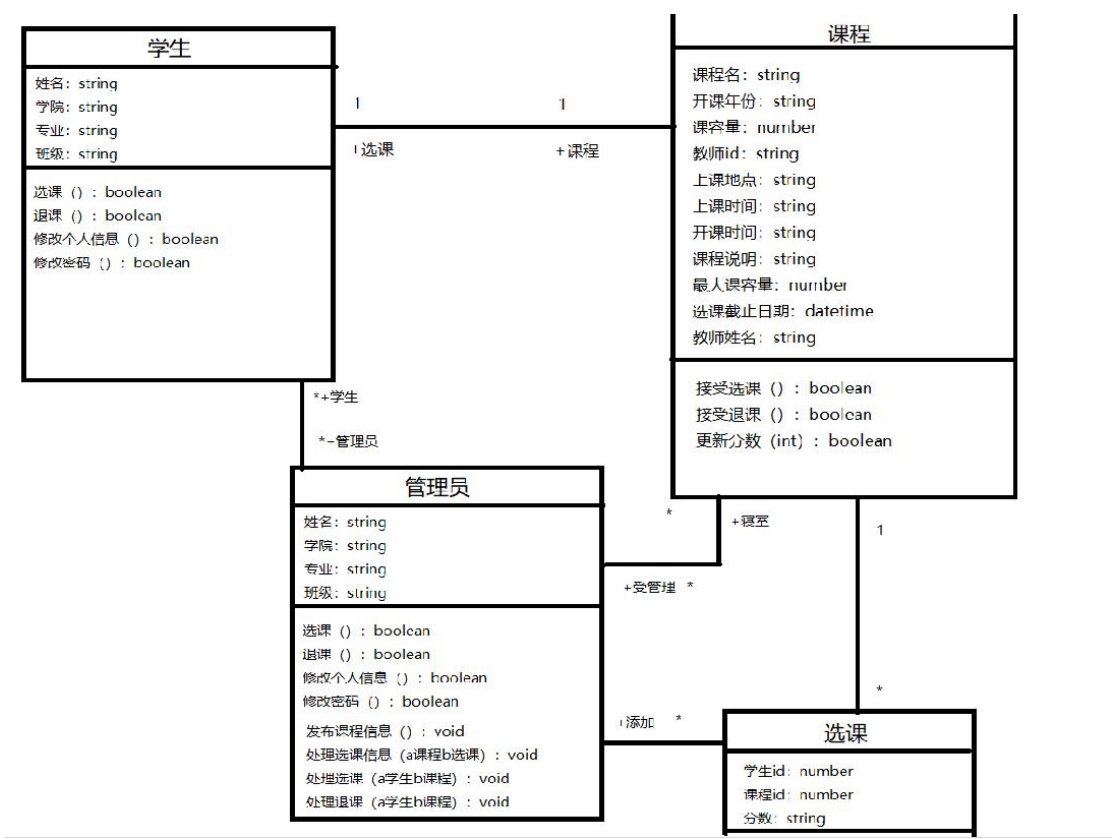 学生
姓名：string
学院：string
专业：string
班级：string
选课（）：boolean
退课（）：boolean
修改个人信息（）：boolean
修改密码（）：boolean
1
1
+选课
+课程
课程
课程名：string
开课年份：string
课容量：number
教师id：string
上课地点：string
上课时间：string
开课时间：string
课程说明：string
最人课容量：number
选课截止日期：datetime
教师姓名：string
接受选课（）：boolean
接受退课（）：boolean
更新分数（int）：boolean
*+学生
*-管理员
管理员
姓名：string
学院：string
专业：string
班级：string
选课（）：boolean
退课（）：boolean
修改个人信息（）：boolean
修改密码（）：boolean
发布课程信息（）：void
处理选课信息（a课程b选课）：void
处理选课（a学生b课程）：void
处理退课（a学生b课程）：void
*
+寝室
+受管理 *
1
*
+添加 *
选课
学生id：number
课程id：number
分数：string